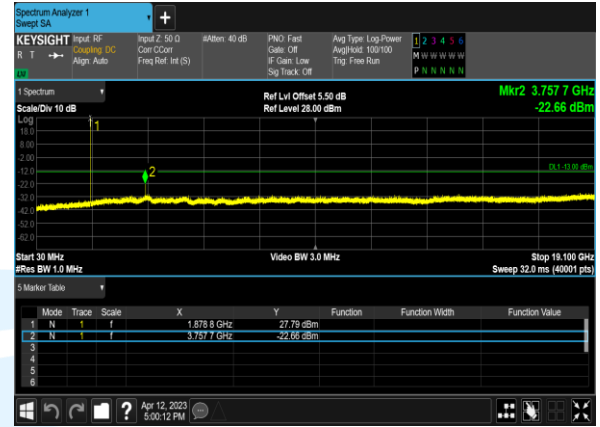 Spectrum Analyzer 1
Swept SA
KEYSIGHT
R T
LV
Input: RF
Coupling: DC
Align: Auto
Input Z: 50 Ω
Corr CCorr
Freq Ref: Int (S)
#Atten: 40 dB
PNO: Fast
Gate: Off
IF Gain: Low
Sig Track: Off
Avg Type: Log-Power
Avg|Hold: 100/100
Trig: Free Run
1 2 3 4 5 6
M W W W W W
P N N N N N
1 Spectrum
Scale/Div 10 dB
Ref Lvl Offset 5.50 dB
Ref Level 28.00 dBm
Mkr2 3.757 7 GHz
-22.66 dBm
Log
18.0
8.00
-2.00
-12.0
-22.0
-32.0
-42.0
-52.0
-62.0
1
2
DL1 -13.00 dBm
Start 30 MHz
#Res BW 1.0 MHz
Video BW 3.0 MHz
Stop 19.100 GHz
Sweep 32.0 ms (40001 pts)
5 Marker Table
Mode Trace Scale X Y Function Function Width Function Value
1 N 1 f 1.878 8 GHz 27.79 dBm
2 N 1 f 3.757 7 GHz -22.66 dBm
3
4
5
6
?
Apr 12, 2023
5:00:12 PM